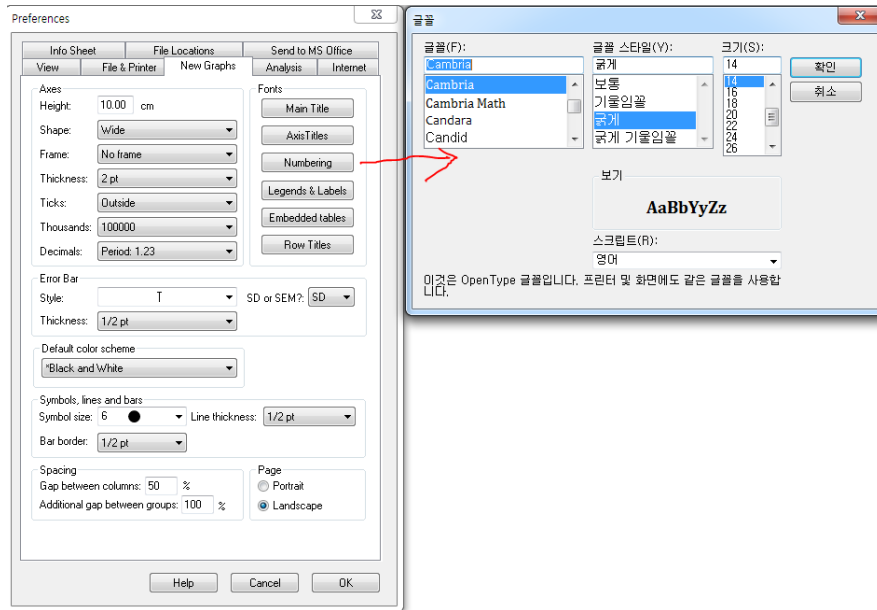 Preferences
Info Sheet
File Locations
Send to MS Office
View
File & Printer
New Graphs
Analysis
Internet
Axes
Height: 10.00 cm
Shape: Wide
Frame: No frame
Thickness: 2 pt
Ticks: Outside
Thousands: 100000
Decimals: Period: 1.23
Fonts
Main Title
AxisTitles
Numbering
Legends & Labels
Embedded tables
Row Titles
Error Bar
Style: T SD or SEM?: SD
Thickness: 1/2 pt
Default color scheme
*Black and White
Symbols, lines and bars
Symbol size: 6 Line thickness: 1/2 pt
Bar border: 1/2 pt
Spacing
Gap between columns: 50 %
Additional gap between groups: 100 %
Page
Portrait
Landscape
Help
Cancel
OK
글꼴
글꼴(F):
Cambria
Cambria
Cambria Math
Candara
Candid
글꼴 스타일(Y):
굵게
보통
기울임꼴
굵게
굵게 기울임꼴
크기(S):
14
14
16
18
20
22
24
26
확인
취소
보기
AaBbYyZz
스크립트(R):
영어
이것은 OpenType 글꼴입니다. 프린터 및 화면에도 같은 글꼴을 사용합
니다.